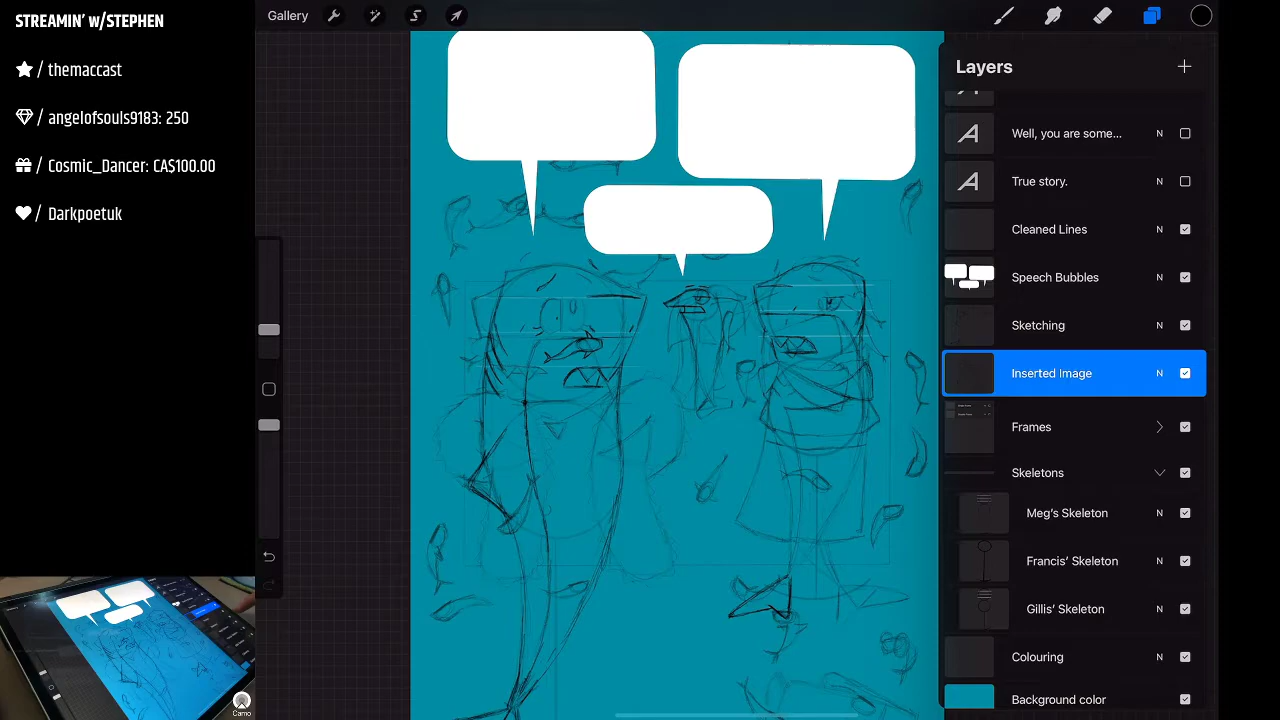 STREAMIN' w/STEPHEN
/ themaccast
/ angelofsouls9183: 250
/ Cosmic_Dancer: CA$100.00
/ Darkpoetuk
Gallery
Layers
Well, you are some... N
True story. N
Cleaned Lines N
Speech Bubbles N
Sketching N
Inserted Image N
Frames
Skeletons
Meg's Skeleton N
Francis' Skeleton N
Gillis' Skeleton N
Colouring N
Background color
Camo